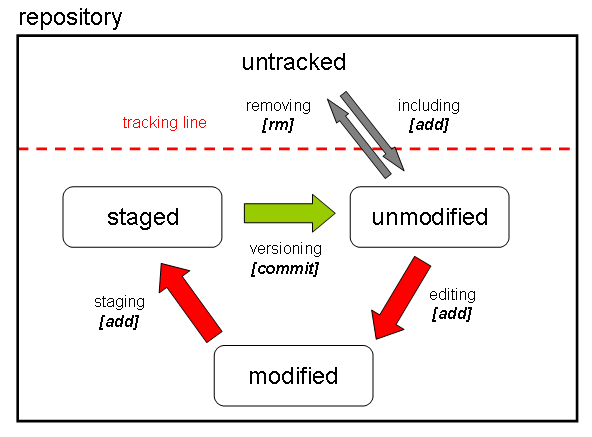 repository
untracked
removing
[rm]
including
[add]
tracking line
staged
versioning
[commit]
unmodified
staging
[add]
editing
[add]
modified